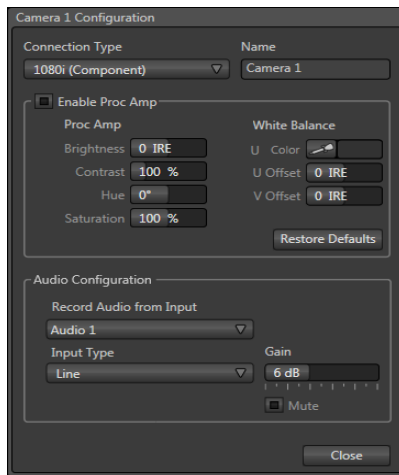 Camera 1 Configuration
Connection Type Name
1080i (Component) Camera 1
Enable Proc Amp
Proc Amp White Balance
Brightness 0 IRE U Color
Contrast 100 % U Offset 0 IRE
Hue 0° V Offset 0 IRE
Saturation 100 %
Restore Defaults
Audio Configuration
Record Audio from Input
Audio 1
Input Type Gain
Line 6 dB
Mute
Close